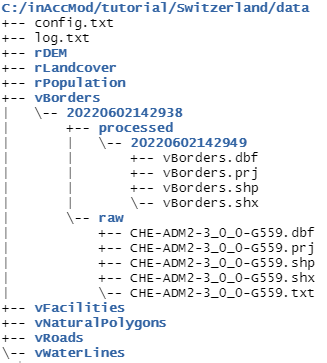 C:/inAccMod/tutorial/Switzerland/data
+-- config.txt
+-- log.txt
+-- rDEM
+-- rLandcover
+-- rPopulation
+-- vBorders
|   \-- 20220602142938
|       +-- processed
|       |   \-- 20220602142949
|       |       +-- vBorders.dbf
|       |       +-- vBorders.prj
|       |       +-- vBorders.shp
|       |       \-- vBorders.shx
|       \-- raw
|           +-- CHE-ADM2-3_0_0-G559.dbf
|           +-- CHE-ADM2-3_0_0-G559.prj
|           +-- CHE-ADM2-3_0_0-G559.shp
|           +-- CHE-ADM2-3_0_0-G559.shx
|           \-- CHE-ADM2-3_0_0-G559.txt
+-- vFacilities
+-- vNaturalPolygons
+-- vRoads
\-- vWaterLines